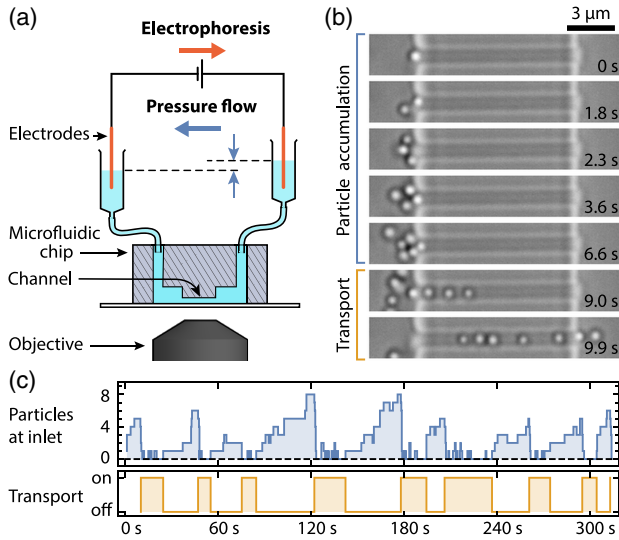 (a)
Electrophoresis
Pressure flow
Electrodes
Microfluidic
chip
Channel
Objective
(b)
3 µm
Particle accumulation
Transport
0 s
1.8 s
2.3 s
3.6 s
6.6 s
9.0 s
9.9 s
(c)
Particles
at inlet
8
4
0
Transport
on
off
0 s
60 s
120 s
180 s
240 s
300 s